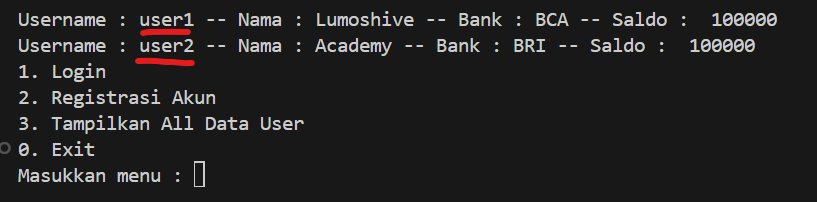 Username : user1 -- Nama : Lumoshive -- Bank : BCA -- Saldo :  100000
Username : user2 -- Nama : Academy -- Bank : BRI -- Saldo :  100000
1. Login
2. Registrasi Akun
3. Tampilkan All Data User
0. Exit
Masukkan menu :